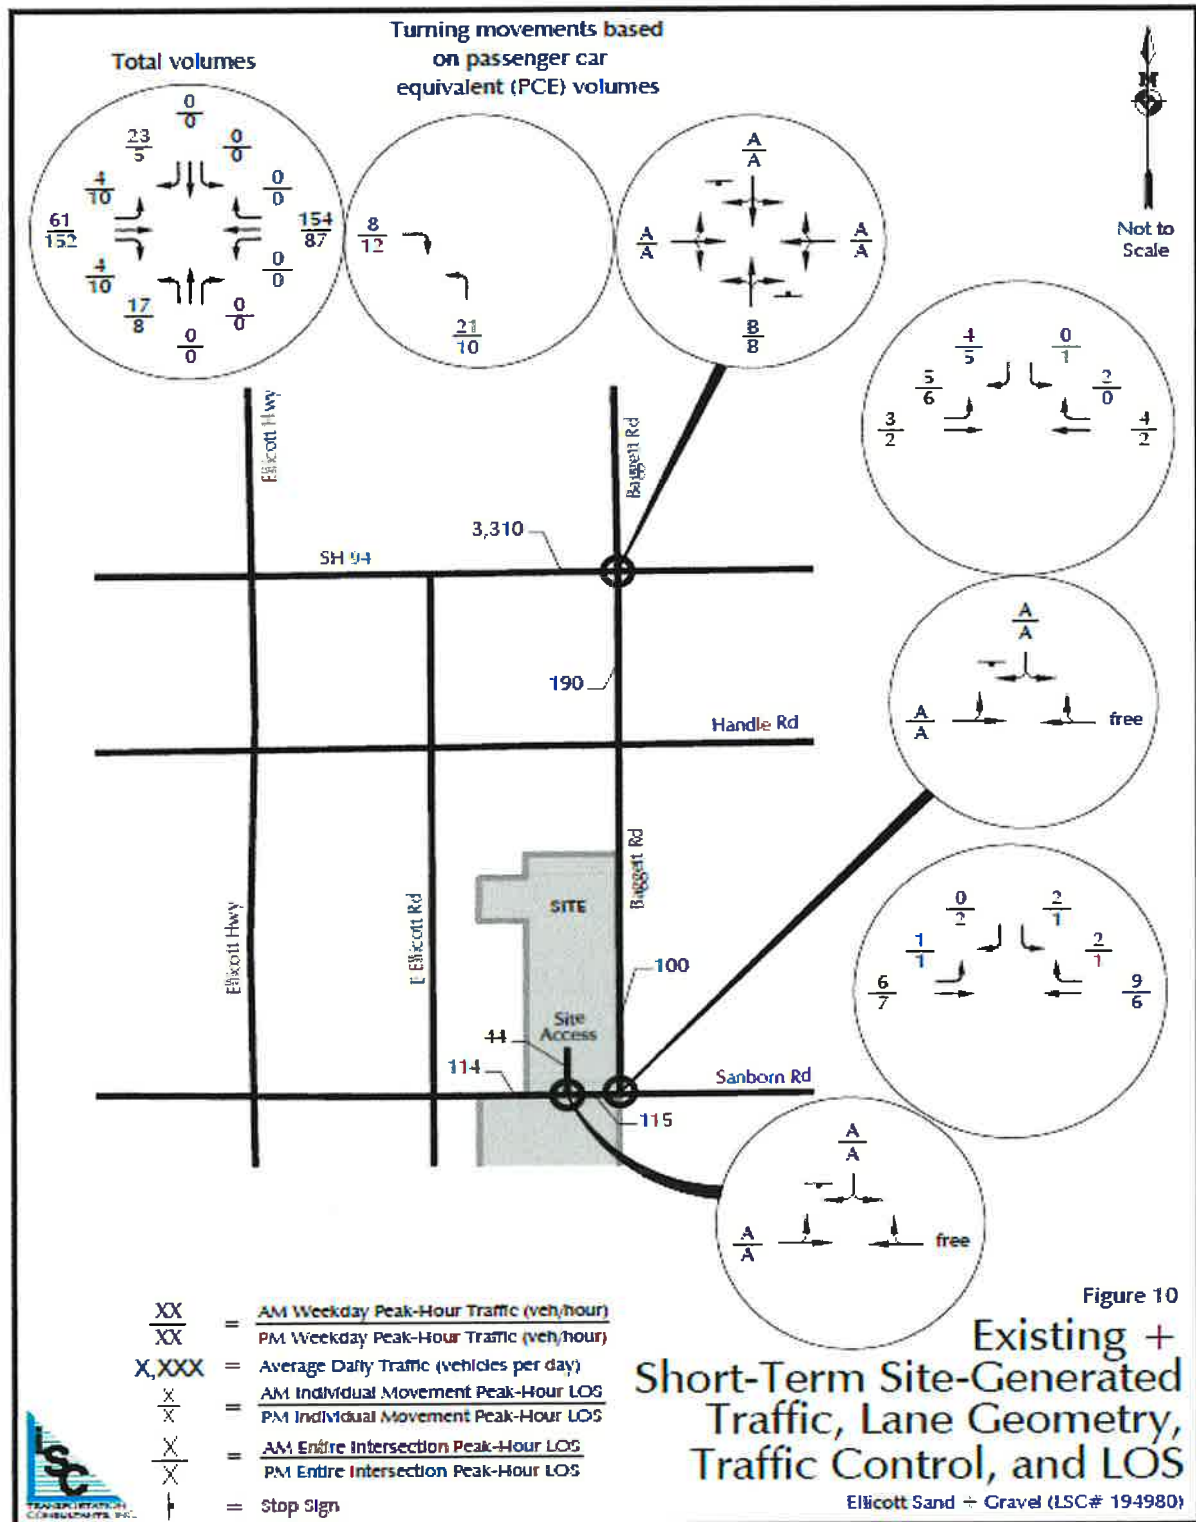 Turning movements based
on passenger car
equivalent (PCE) volumes
Total volumes
0
0
23
5
0
0
4
10
0
0
61
152
154
87
4
10
0
0
17
8
0
0
0
0
8
12
21
10
A
A
A
A
A
A
B
B
N
Not to
Scale
4
5
0
1
5
6
2
0
3
2
4
2
A
A
A
A
free
0
2
2
1
1
1
2
1
6
7
9
6
A
A
A
A
free
Ellicott Hwy
Baggett Rd
3,310
SH 94
190
Handle Rd
Baggett Rd
Ellicott Hwy
E Ellicott Rd
SITE
100
Site
Access
44
114
Sanborn Rd
115
XX
XX
=
AM Weekday Peak-Hour Traffic (veh/hour)
PM Weekday Peak-Hour Traffic (veh/hour)
X,XXX = Average Daily Traffic (vehicles per day)
X
X
=
AM Individual Movement Peak-Hour LOS
PM Individual Movement Peak-Hour LOS
X
X
=
AM Entire Intersection Peak-Hour LOS
PM Entire Intersection Peak-Hour LOS
= Stop Sign
LSC
TRANSPORTATION
CONSULTANTS, INC.
Figure 10
Existing +
Short-Term Site-Generated
Traffic, Lane Geometry,
Traffic Control, and LOS
Ellicott Sand + Gravel (LSC# 194980)